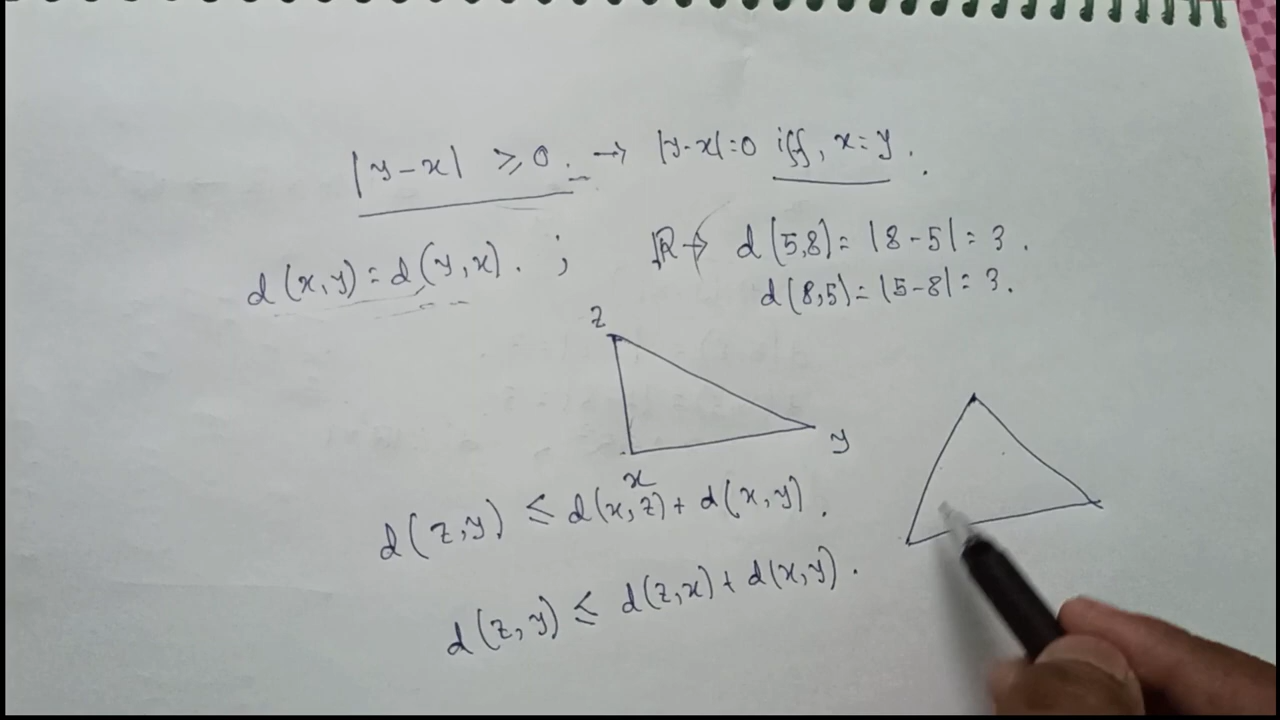 |y-x| ≥ 0. → |y-x| = 0 iff, x = y.
d(x,y) = d(y,x). ; ℝ → d(5,8) = |8-5| = 3.
d(8,5) = |5-8| = 3.
z
y
x
d(z,y) ≤ d(x,z) + d(x,y).
d(z,y) ≤ d(z,x) + d(x,y).